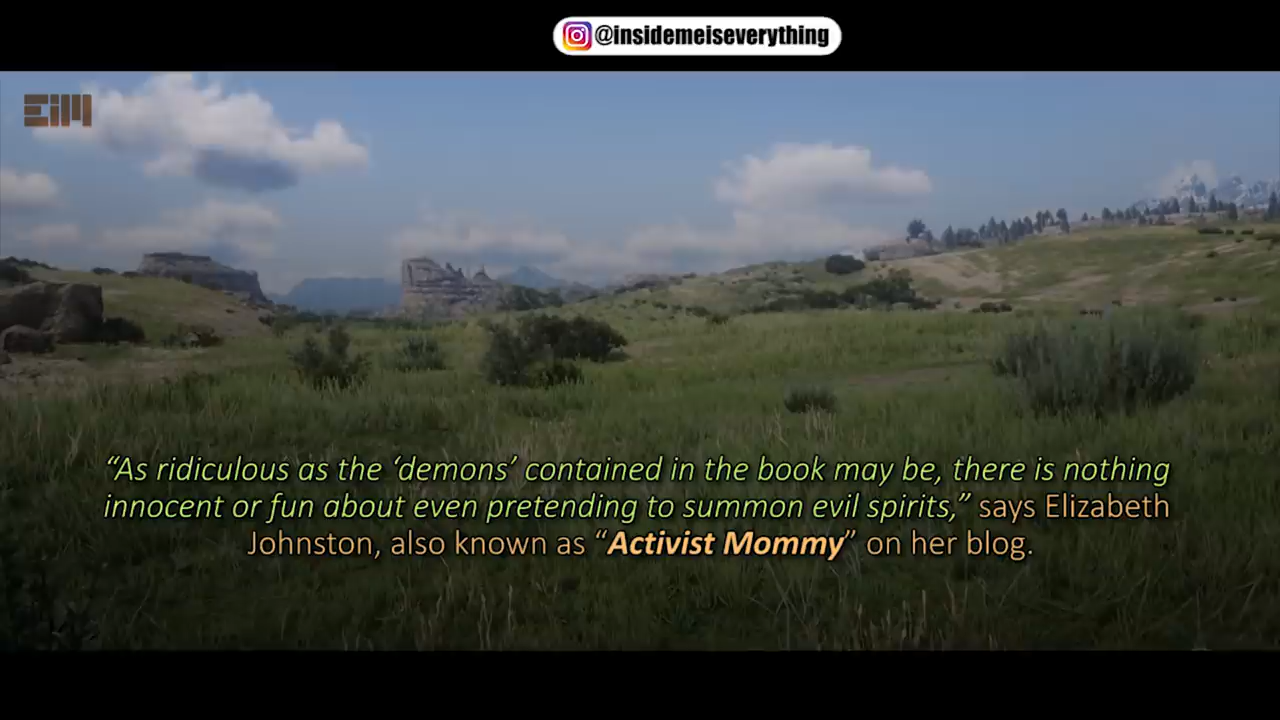 @insidemeiseverything
EiM
“As ridiculous as the ‘demons’ contained in the book may be, there is nothing
innocent or fun about even pretending to summon evil spirits,” says Elizabeth
Johnston, also known as “Activist Mommy” on her blog.